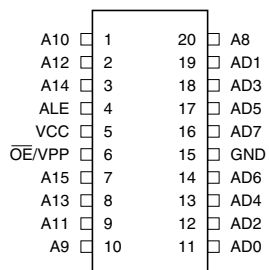 A10 1 20 A8
A12 2 19 AD1
A14 3 18 AD3
ALE 4 17 AD5
VCC 5 16 AD7
O̅E̅/VPP 6 15 GND
A15 7 14 AD6
A13 8 13 AD4
A11 9 12 AD2
A9 10 11 AD0